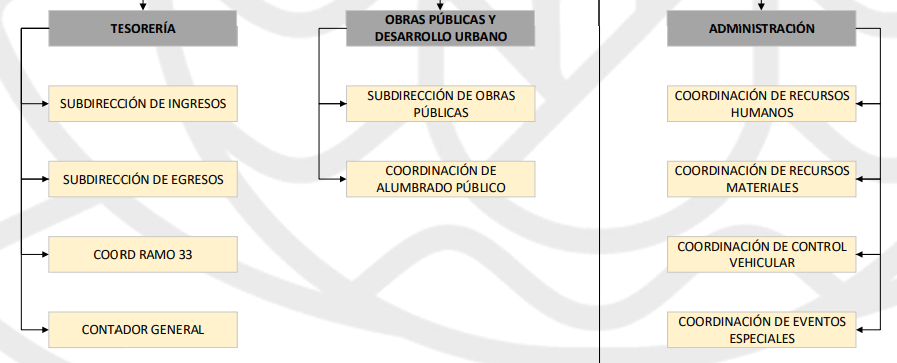 TESORERÍA
SUBDIRECCIÓN DE INGRESOS
SUBDIRECCIÓN DE EGRESOS
COORD RAMO 33
CONTADOR GENERAL
OBRAS PÚBLICAS Y
DESARROLLO URBANO
SUBDIRECCIÓN DE OBRAS
PÚBLICAS
COORDINACIÓN DE
ALUMBRADO PÚBLICO
ADMINISTRACIÓN
COORDINACIÓN DE RECURSOS
HUMANOS
COORDINACIÓN DE RECURSOS
MATERIALES
COORDINACIÓN DE CONTROL
VEHICULAR
COORDINACIÓN DE EVENTOS
ESPECIALES